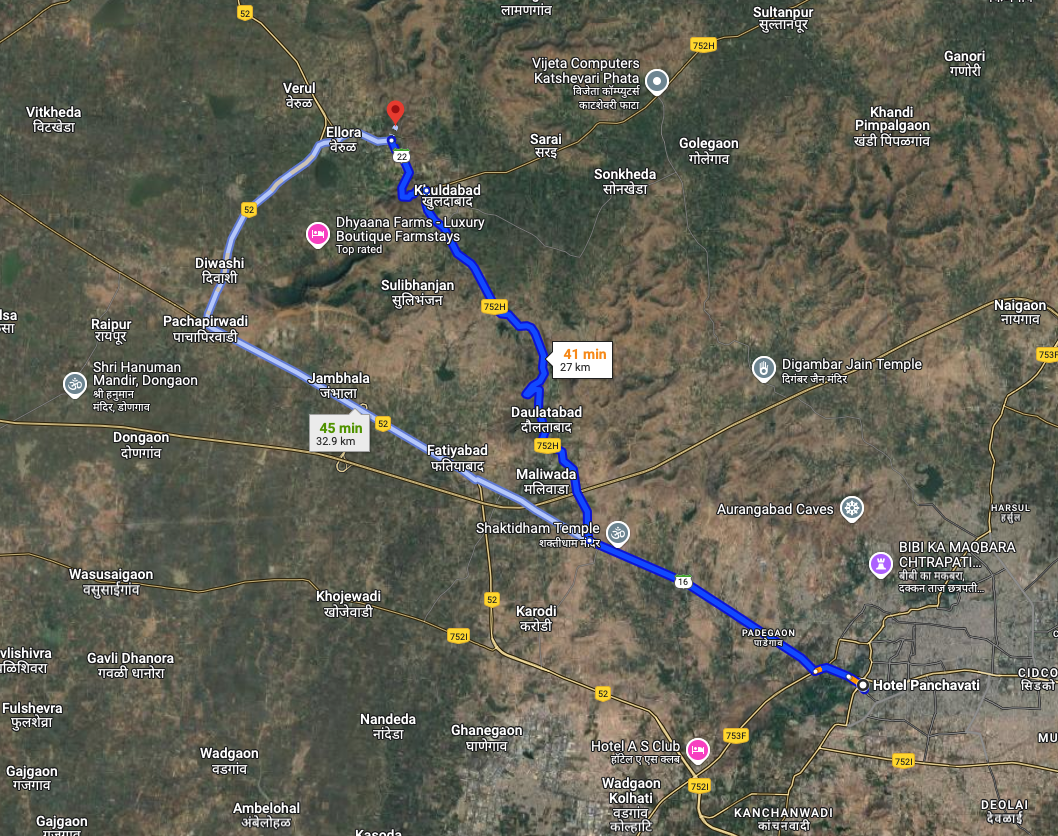 52
लामणगांव
Sultanpur
सुल्तानपूर
752H
Ganori
गणोरी
Vijeta Computers
Katshevari Phata
विजेता कॉम्प्युटर्स
काटशेवरी फाटा
Verul
वेरुळ
Vitkheda
विटखेडा
Khandi
Pimpalgaon
खंडी पिंपळगांव
Ellora
वेरुळ
22
Sarai
सरइ
Golegaon
गोलेगाव
Sonkheda
सोनखेडा
Khuldabad
खुलदाबाद
52
Dhyaana Farms - Luxury
Boutique Farmstays
Top rated
Diwashi
दिवाशी
Sulibhanjan
सुलिभंजन
752H
Naigaon
नायगाव
Raipur
रायपूर
Pachapirwadi
पाचापिरवाडी
753F
41 min
27 km
Shri Hanuman
Mandir, Dongaon
श्री हनुमान
मंदिर, डोणगाव
Digambar Jain Temple
दिगंबर जैन मंदिर
Jambhala
जंभाला
45 min
32.9 km
52
Daulatabad
दौलताबाद
752H
Dongaon
दोणगांव
Fatiyabad
फतियाबाद
Maliwada
मलिवाडा
Aurangabad Caves
HARSUL
हर्सुल
Shaktidham Temple
शक्तीधाम मंदिर
BIBI KA MAQBARA
CHTRAPATI...
बीबी का मकबरा,
दक्कन ताज छत्रपती...
Wasusaigaon
वसुसाईगांव
16
Khojewadi
खोजेवाडी
52
Karodi
करोडी
752I
PADEGAON
पाडेगाव
Gavli Dhanora
गवळी धानोरा
Hotel Panchavati
CIDCO
सिडको
52
Fulshevra
फुलशेव्रा
Nandeda
नांदेडा
Ghanegaon
घाणेगांव
753F
Hotel A S Club
हॉटेल ए एस क्लब
Wadgaon
वडगांव
752I
Gajgaon
गजगाव
752I
Wadgaon
Kolhati
वडगांव
कोल्हाटि
Ambelohal
अंबेलोहळ
KANCHANWADI
कांचनवाडी
DEOLAI
देवळाई
Gajgaon
गजगाव
Kasoda